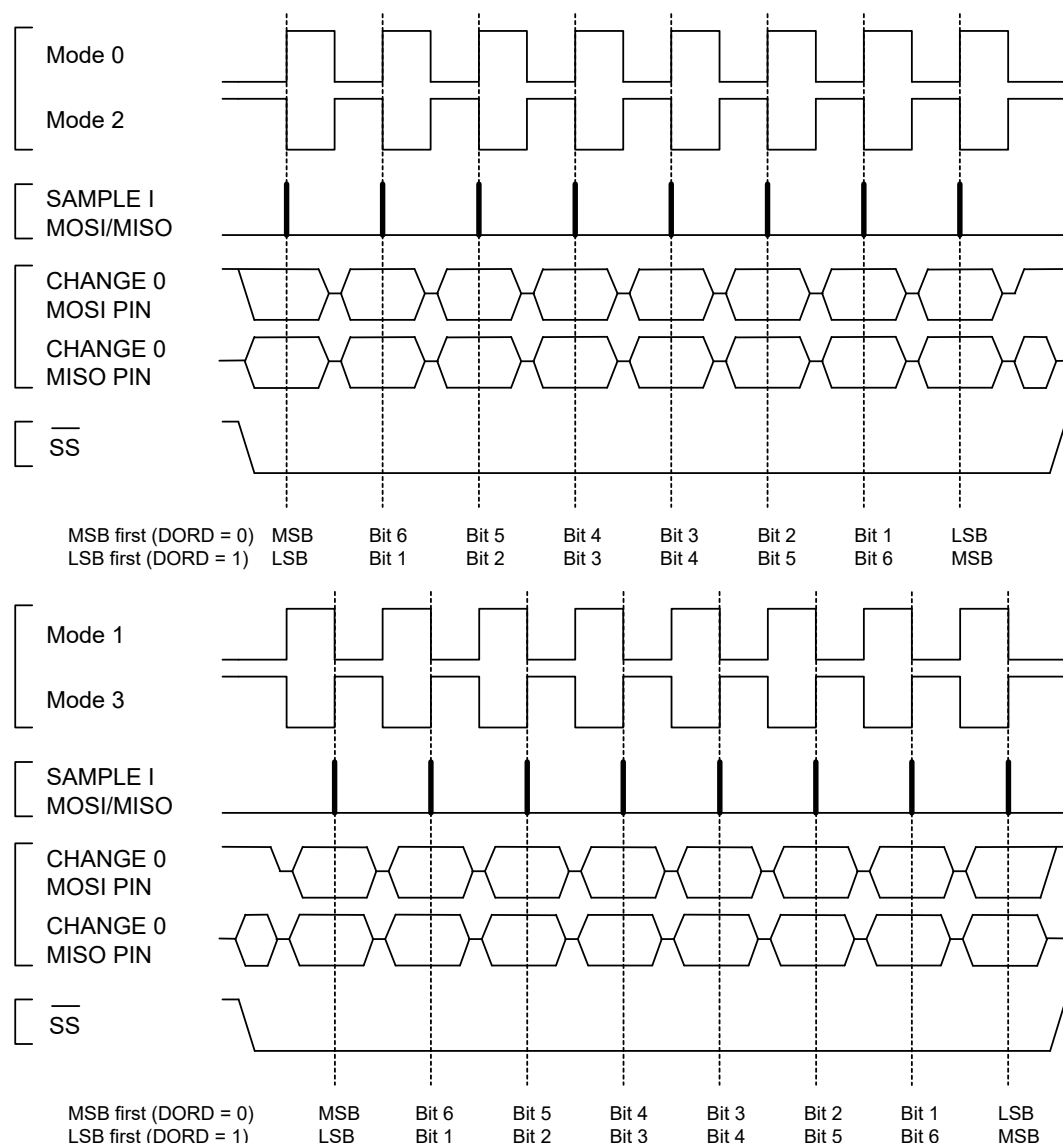 Mode 0
Mode 2
SAMPLE I
MOSI/MISO
CHANGE 0
MOSI PIN
CHANGE 0
MISO PIN
SS
MSB first (DORD = 0) MSB Bit 6 Bit 5 Bit 4 Bit 3 Bit 2 Bit 1 LSB
LSB first (DORD = 1) LSB Bit 1 Bit 2 Bit 3 Bit 4 Bit 5 Bit 6 MSB
Mode 1
Mode 3
SAMPLE I
MOSI/MISO
CHANGE 0
MOSI PIN
CHANGE 0
MISO PIN
SS
MSB first (DORD = 0) MSB Bit 6 Bit 5 Bit 4 Bit 3 Bit 2 Bit 1 LSB
LSB first (DORD = 1) LSB Bit 1 Bit 2 Bit 3 Bit 4 Bit 5 Bit 6 MSB